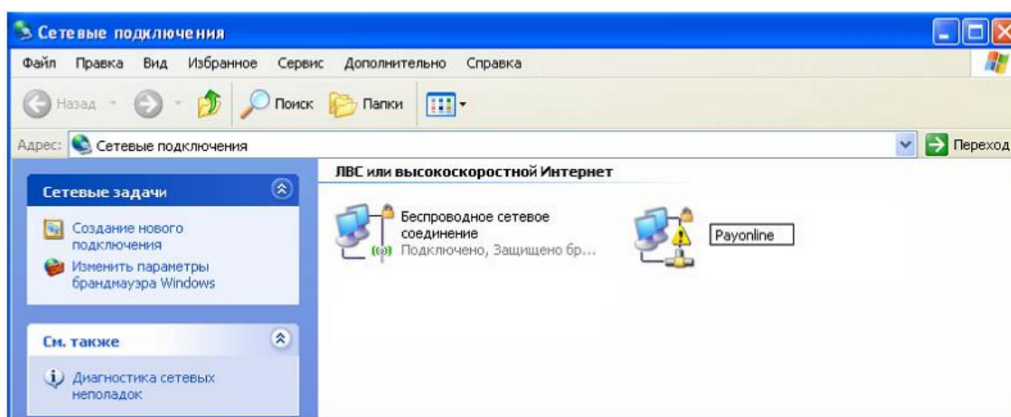 Сетевые подключения
Файл Правка Вид Избранное Сервис Дополнительно Справка
Назад Поиск Папки
Адрес: Сетевые подключения Переход
Сетевые задачи
Создание нового
подключения
Изменить параметры
брандмауэра Windows
См. также
Диагностика сетевых
неполадок
ЛВС или высокоскоростной Интернет
Беспроводное сетевое
соединение
Подключено, Защищено бр...
Payonline